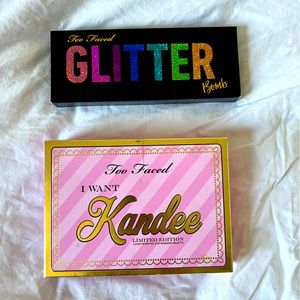 Too Faced
GLITTER
Bomb
Too Faced
I WANT
Kandee
LIMITED EDITION